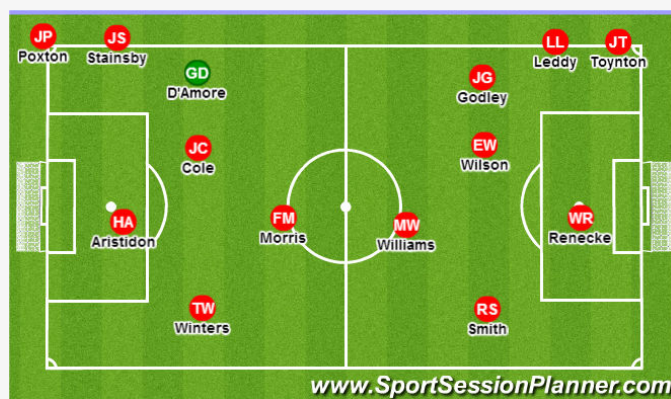 JP
Poxton
JS
Stainsby
LL
Leddy
JT
Toynton
GD
D'Amore
JG
Godley
JC
Cole
EW
Wilson
HA
Aristidon
FM
Morris
MW
Williams
WR
Renecke
TW
Winters
RS
Smith
www.SportSessionPlanner.com